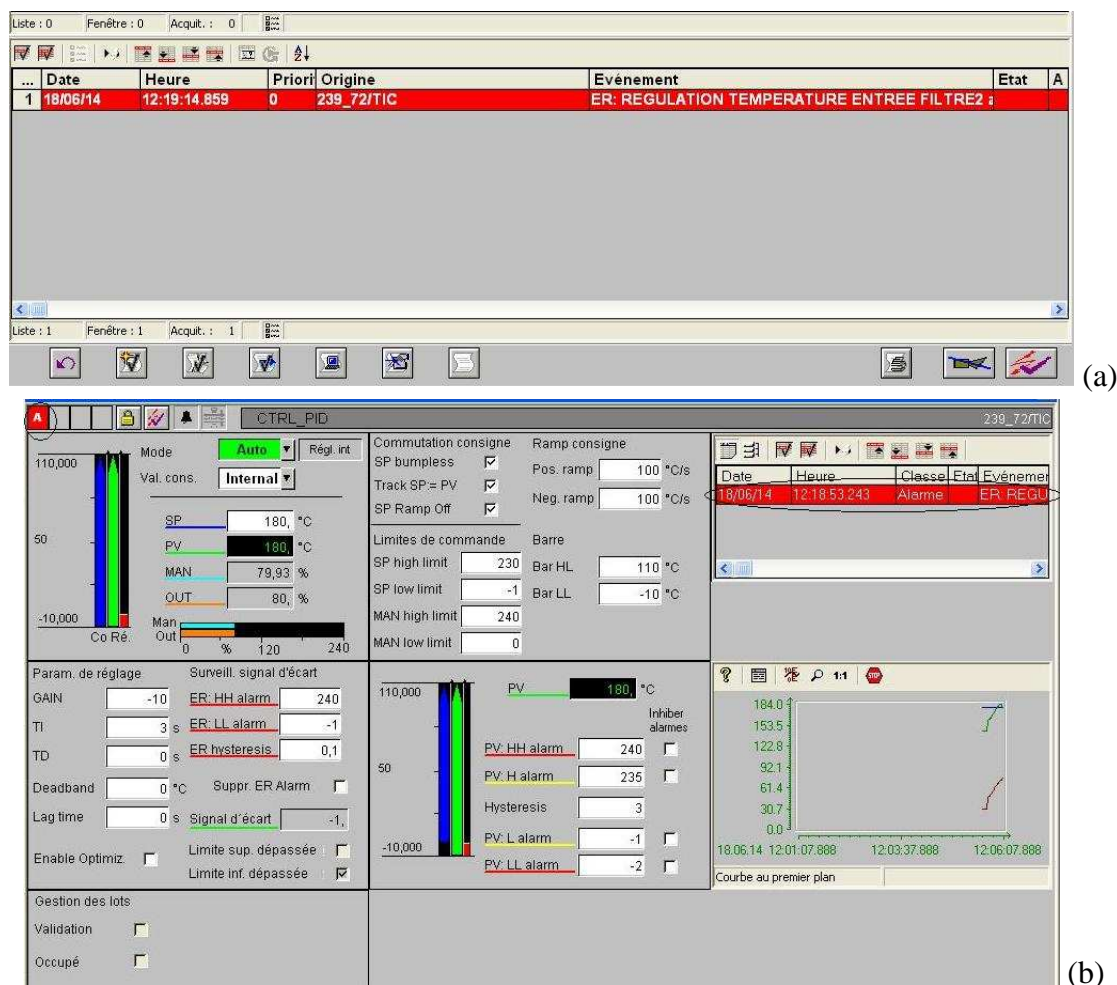 Liste : 0 Fenêtre : 0 Acquit. : 0
... Date Heure Priori Origine Evénement Etat A
1 18/06/14 12:19:14.859 0 239_72/TIC ER: REGULATION TEMPERATURE ENTREE FILTRE2
Liste : 1 Fenêtre : 1 Acquit. : 1
(a)
A CTRL_PID 239_72/TIC
110,000
50
-10,000
Co Ré.
Mode Auto Régl. int
Val. cons. Internal
SP 180, °C
PV 180, °C
MAN 79,93 %
OUT 80, %
Man
Out
0 % 120 240
Commutation consigne
SP bumpless
Track SP:= PV
SP Ramp Off
Ramp consigne
Pos. ramp 100 °C/s
Neg. ramp 100 °C/s
Limites de commande
SP high limit 230
SP low limit -1
MAN high limit 240
MAN low limit 0
Barre
Bar HL 110 °C
Bar LL -10 °C
Date Heure Classe Etat Evénemer
18/06/14 12:18:53.243 Alarme ER: REGU
Param. de réglage
GAIN -10
TI 3 s
TD 0 s
Deadband 0 °C
Lag time 0 s
Enable Optimiz.
Surveill. signal d'écart
ER: HH alarm 240
ER: LL alarm -1
ER hysteresis 0,1
Suppr. ER Alarm
Signal d´écart -1,
Limite sup. dépassée
Limite inf. dépassée
110,000
50
-10,000
PV 180, °C
Inhiber
alarmes
PV: HH alarm 240
PV: H alarm 235
Hysteresis 3
PV: L alarm -1
PV: LL alarm -2
? 1:1 STOP
184.0
153.5
122.8
92.1
61.4
30.7
0.0
18.06.14 12:01:07.888 12:03:37.888 12:06:07.888
Courbe au premier plan
Gestion des lots
Validation
Occupé
(b)